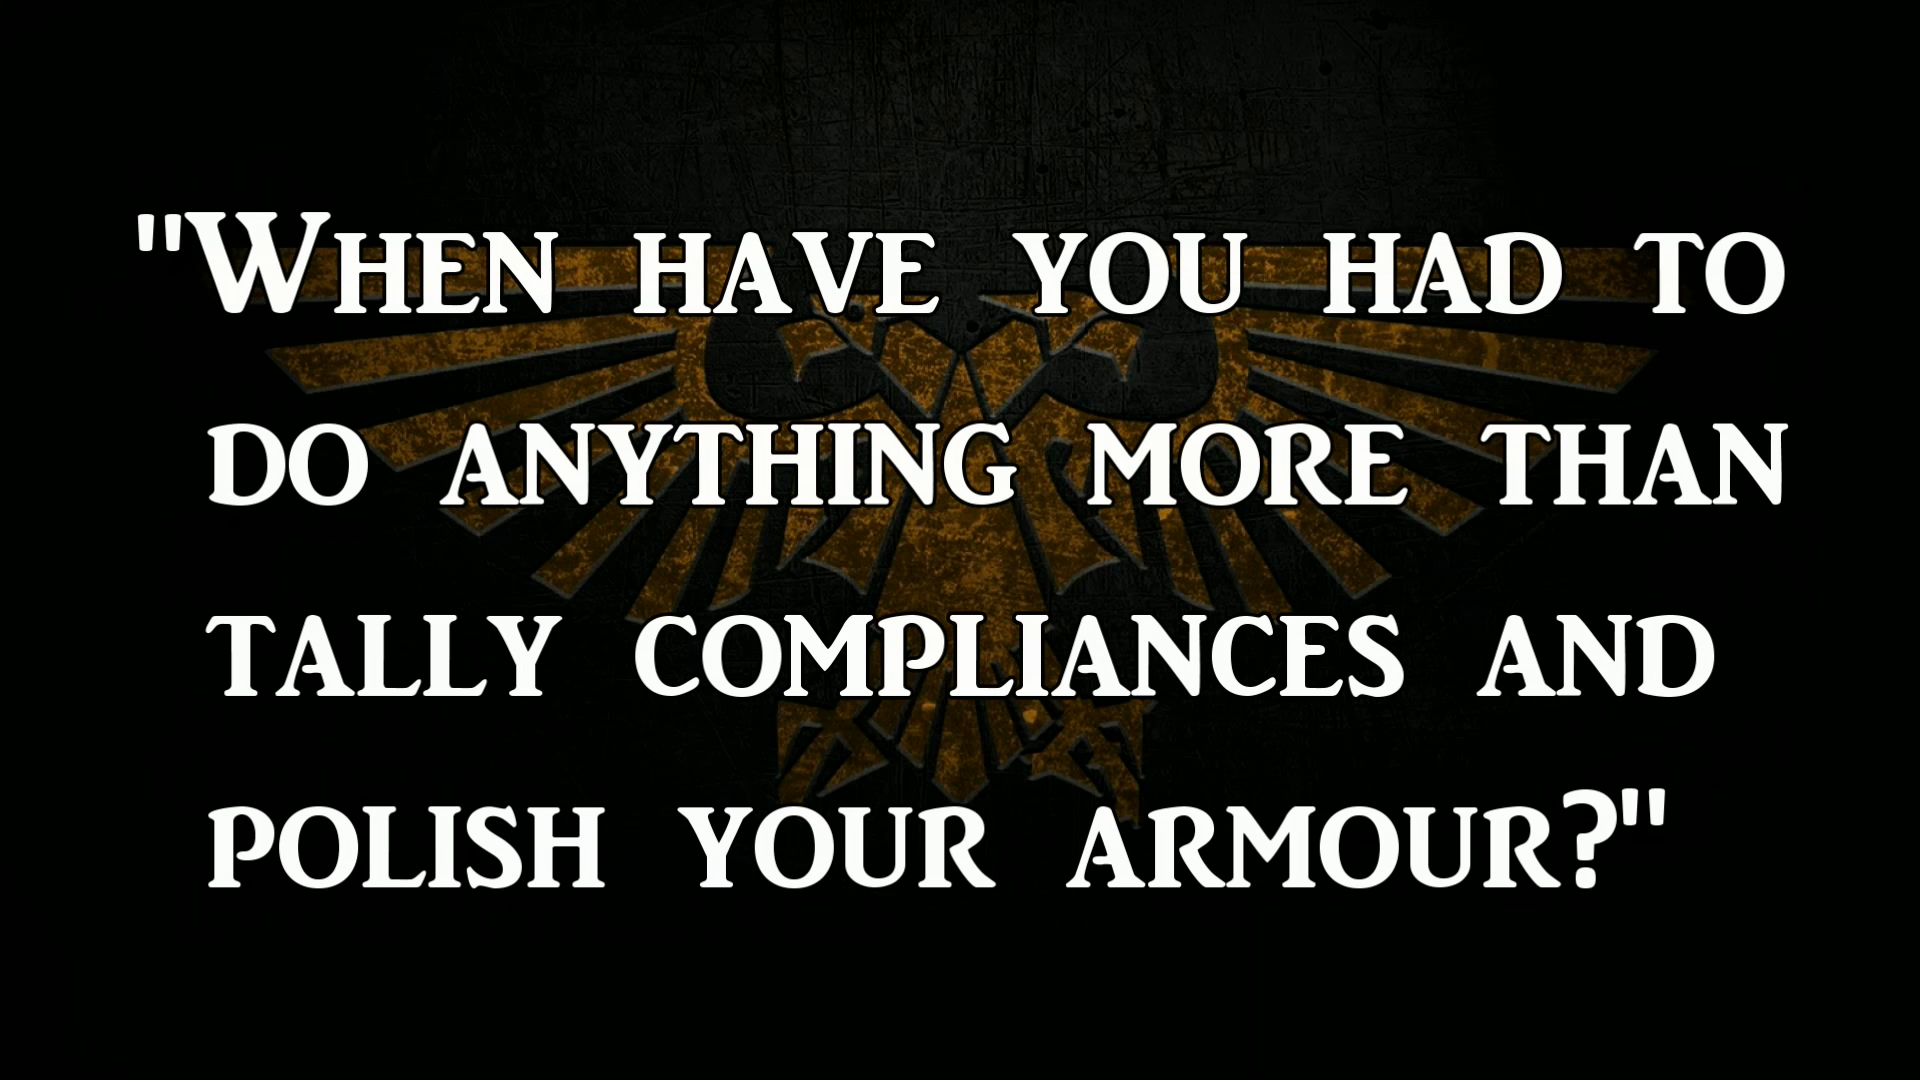 "When have you had to
do anything more than
tally compliances and
polish your armour?"